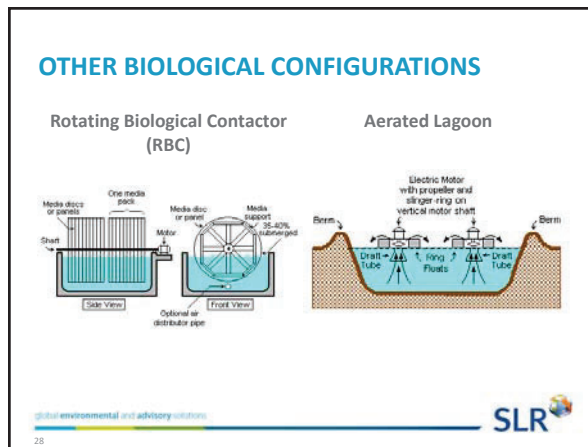 OTHER BIOLOGICAL CONFIGURATIONS
Rotating Biological Contactor
(RBC)
Aerated Lagoon
Media discs
or panels
One media
pack
Shaft
Motor
Side View
Media disc
or panel
Media
support
35-40%
submerged
Optional air
distributor pipe
Front View
Electric Motor
with propeller and
slinger-ring on
vertical motor shaft
Berm
Berm
Draft
Tube
Ring
Floats
Draft
Tube
global environmental and advisory solutions
SLR
28